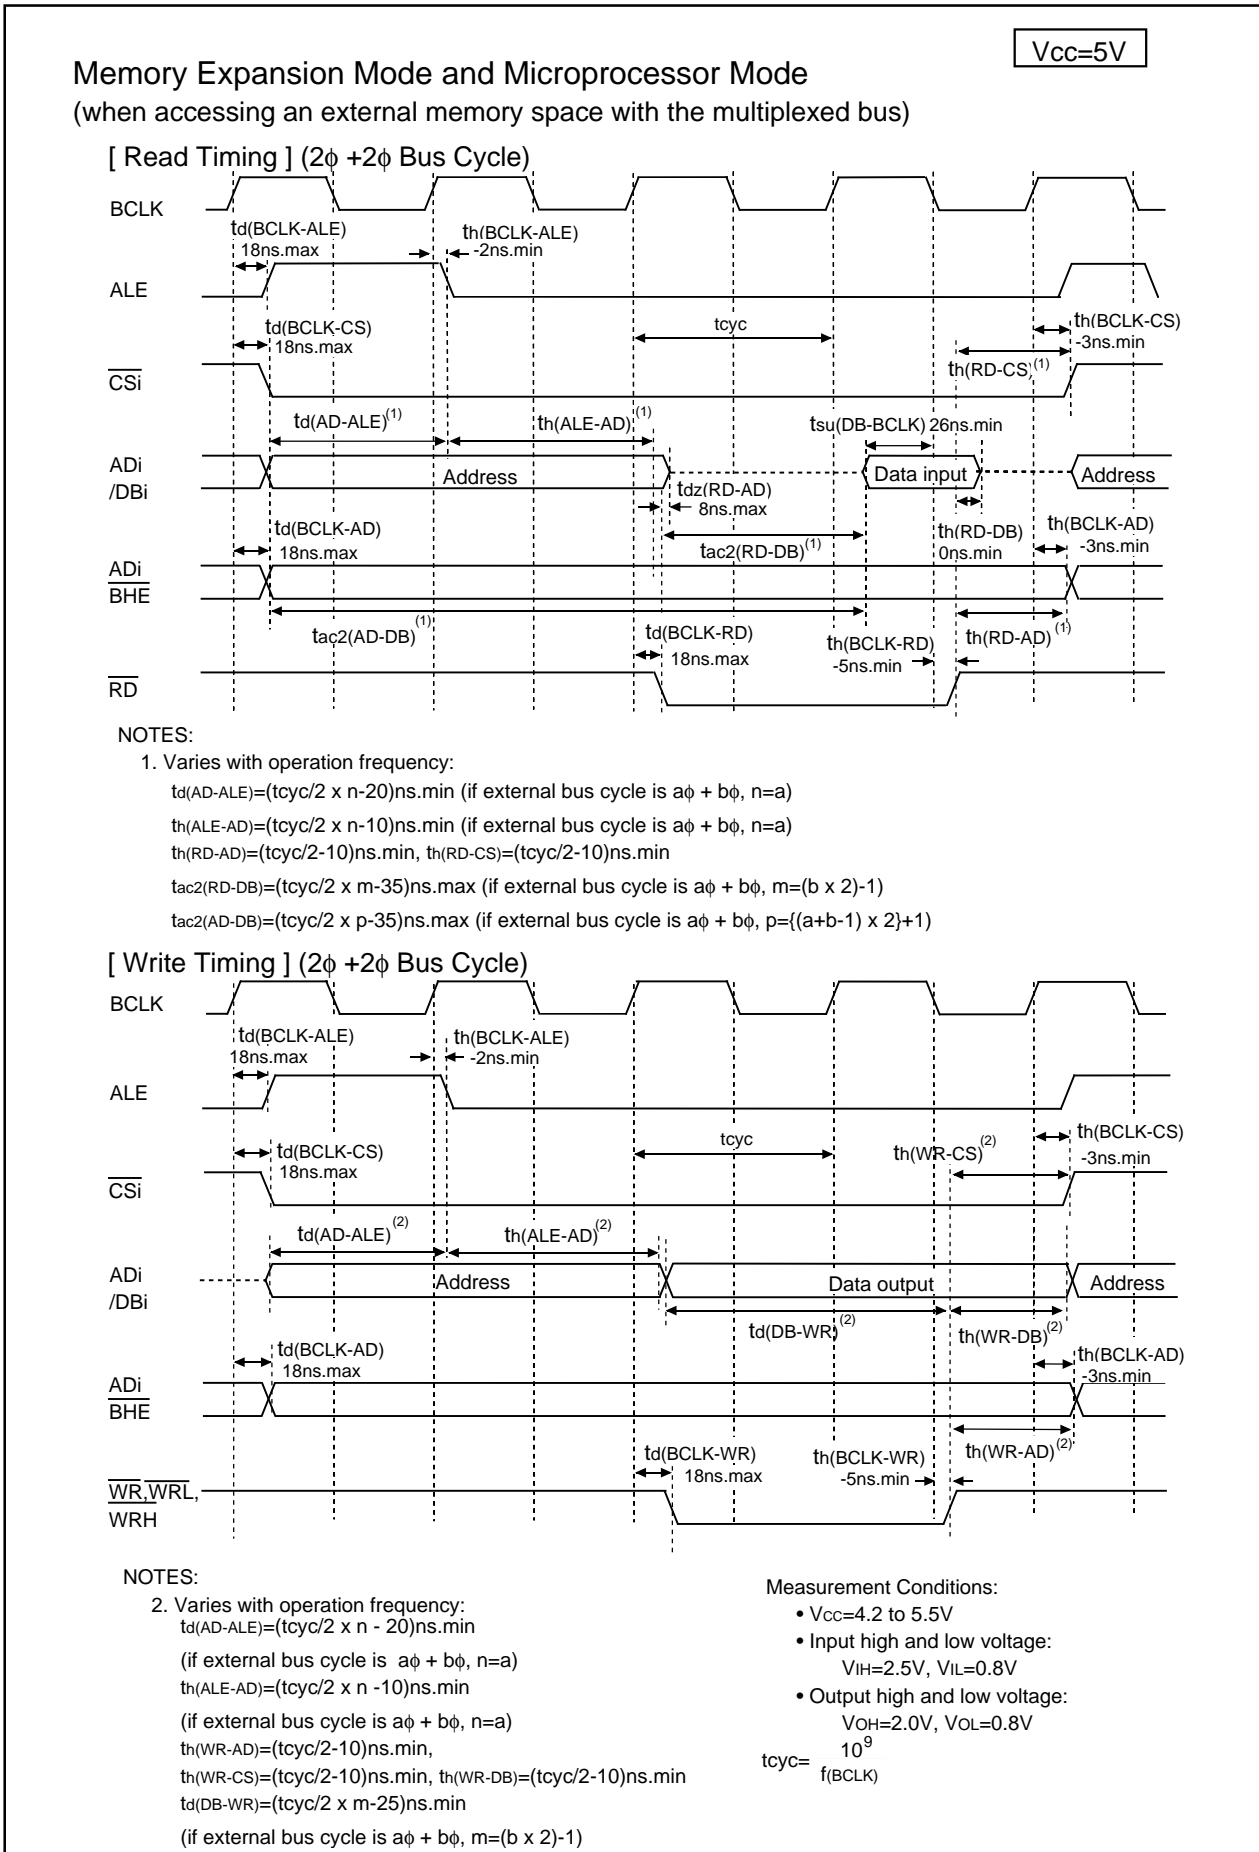 Vcc=5V
Memory Expansion Mode and Microprocessor Mode
(when accessing an external memory space with the multiplexed bus)
[ Read Timing ] (2ϕ +2ϕ Bus Cycle)
BCLK
td(BCLK-ALE)
18ns.max
th(BCLK-ALE)
-2ns.min
ALE
td(BCLK-CS)
18ns.max
tcyc
th(BCLK-CS)
-3ns.min
th(RD-CS)(1)
CSi
td(AD-ALE)(1)
th(ALE-AD)(1)
tsu(DB-BCLK) 26ns.min
ADi
/DBi
Address
Data input
Address
tdz(RD-AD)
8ns.max
td(BCLK-AD)
18ns.max
tac2(RD-DB)(1)
th(RD-DB)
0ns.min
th(BCLK-AD)
-3ns.min
ADi
BHE
tac2(AD-DB)(1)
td(BCLK-RD)
18ns.max
th(BCLK-RD)
-5ns.min
th(RD-AD)(1)
RD
NOTES:
1. Varies with operation frequency:
td(AD-ALE)=(tcyc/2 x n-20)ns.min (if external bus cycle is aϕ + bϕ, n=a)
th(ALE-AD)=(tcyc/2 x n-10)ns.min (if external bus cycle is aϕ + bϕ, n=a)
th(RD-AD)=(tcyc/2-10)ns.min, th(RD-CS)=(tcyc/2-10)ns.min
tac2(RD-DB)=(tcyc/2 x m-35)ns.max (if external bus cycle is aϕ + bϕ, m=(b x 2)-1)
tac2(AD-DB)=(tcyc/2 x p-35)ns.max (if external bus cycle is aϕ + bϕ, p={(a+b-1) x 2}+1)
[ Write Timing ] (2ϕ +2ϕ Bus Cycle)
BCLK
td(BCLK-ALE)
18ns.max
th(BCLK-ALE)
-2ns.min
ALE
td(BCLK-CS)
18ns.max
tcyc
th(WR-CS)(2)
th(BCLK-CS)
-3ns.min
CSi
td(AD-ALE)(2)
th(ALE-AD)(2)
ADi
/DBi
Address
Data output
Address
td(DB-WR)(2)
th(WR-DB)(2)
td(BCLK-AD)
18ns.max
th(BCLK-AD)
-3ns.min
ADi
BHE
td(BCLK-WR)
18ns.max
th(BCLK-WR)
-5ns.min
th(WR-AD)(2)
WR,WRL,
WRH
NOTES:
2. Varies with operation frequency:
td(AD-ALE)=(tcyc/2 x n - 20)ns.min
(if external bus cycle is aϕ + bϕ, n=a)
th(ALE-AD)=(tcyc/2 x n -10)ns.min
(if external bus cycle is aϕ + bϕ, n=a)
th(WR-AD)=(tcyc/2-10)ns.min,
th(WR-CS)=(tcyc/2-10)ns.min, th(WR-DB)=(tcyc/2-10)ns.min
td(DB-WR)=(tcyc/2 x m-25)ns.min
(if external bus cycle is aϕ + bϕ, m=(b x 2)-1)
Measurement Conditions:
• VCC=4.2 to 5.5V
• Input high and low voltage:
VIH=2.5V, VIL=0.8V
• Output high and low voltage:
VOH=2.0V, VOL=0.8V
tcyc= 10⁹
f(BCLK)